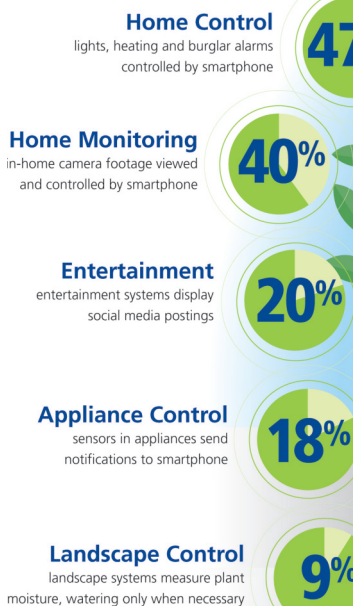 Home Control
lights, heating and burglar alarms
controlled by smartphone
47
Home Monitoring
in-home camera footage viewed
and controlled by smartphone
40%
Entertainment
entertainment systems display
social media postings
20%
Appliance Control
sensors in appliances send
notifications to smartphone
18%
Landscape Control
landscape systems measure plant
moisture, watering only when necessary
9%